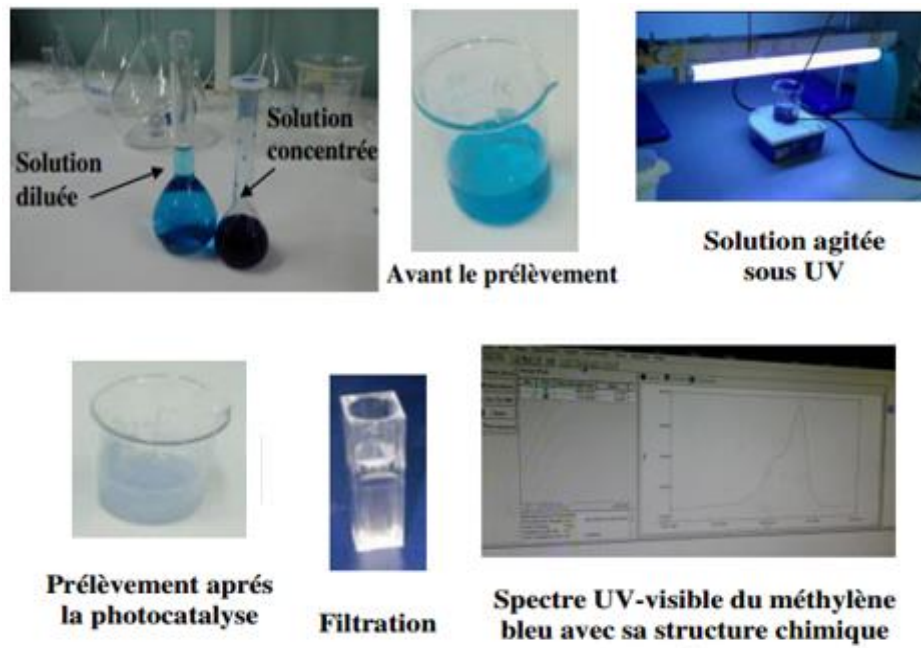 Solution
diluée
Solution
concentrée
Avant le prélèvement
Solution agitée
sous UV
Prélèvement aprés
la photocatalyse
Filtration
Spectre UV-visible du méthylène
bleu avec sa structure chimique